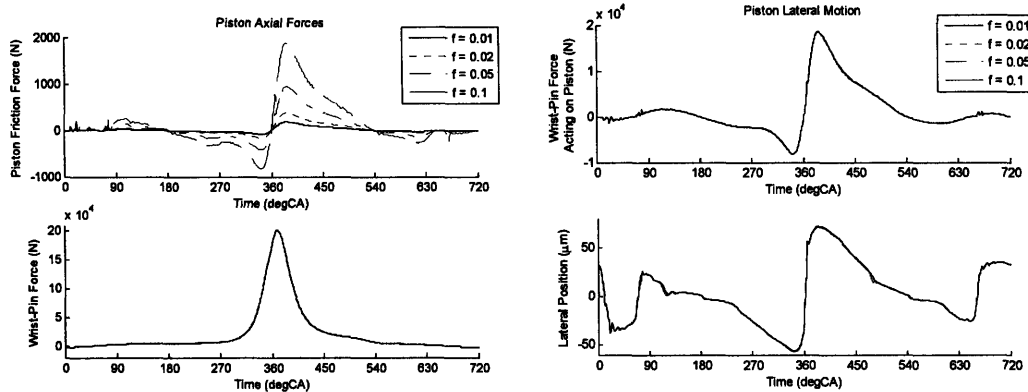 Piston Axial Forces
2000
1000
0
-1000
Piston Friction Force (N)
f = 0.01
f = 0.02
f = 0.05
f = 0.1
0 90 180 270 360 450 540 630 720
Time (degCA)
x 10⁴
20
15
10
5
0
Wrist-Pin Force (N)
0 90 180 270 360 450 540 630 720
Time (degCA)
Piston Lateral Motion
x 10⁴
2
1
0
-1
Wrist-Pin Force
Acting on Piston (N)
f = 0.01
f = 0.02
f = 0.05
f = 0.1
0 90 180 270 360 450 540 630 720
Time (degCA)
50
0
-50
Lateral Position (μm)
0 90 180 270 360 450 540 630 720
Time (degCA)